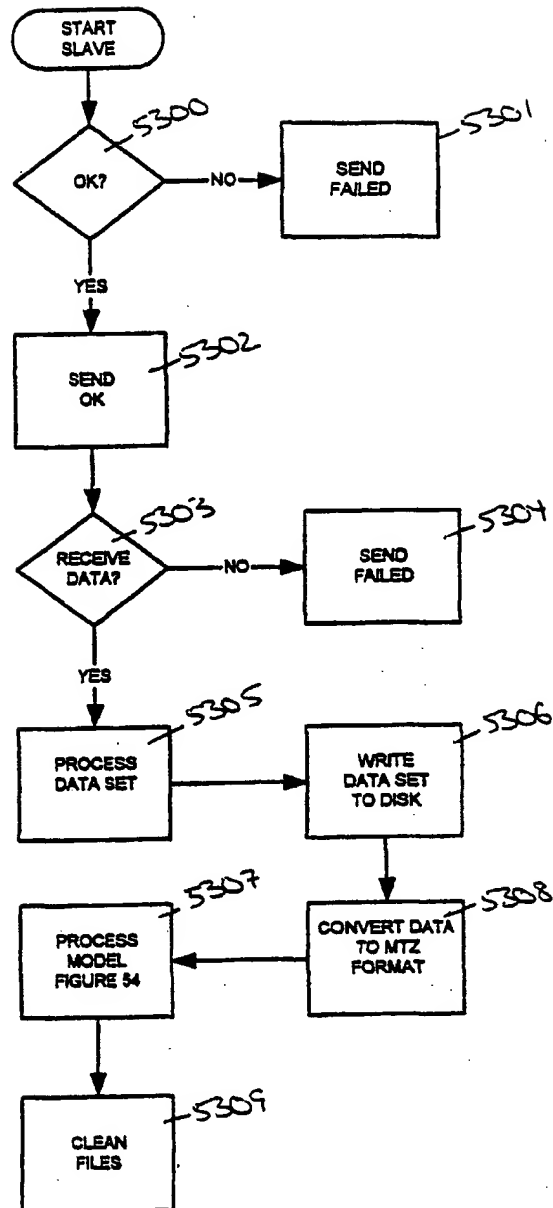 START
SLAVE
5300
OK?
NO
5301
SEND
FAILED
YES
5302
SEND
OK
5303
RECEIVE
DATA?
NO
5304
SEND
FAILED
YES
5305
PROCESS
DATA SET
5306
WRITE
DATA SET
TO DISK
5307
PROCESS
MODEL
FIGURE 54
5308
CONVERT DATA
TO MTZ
FORMAT
5309
CLEAN
FILES